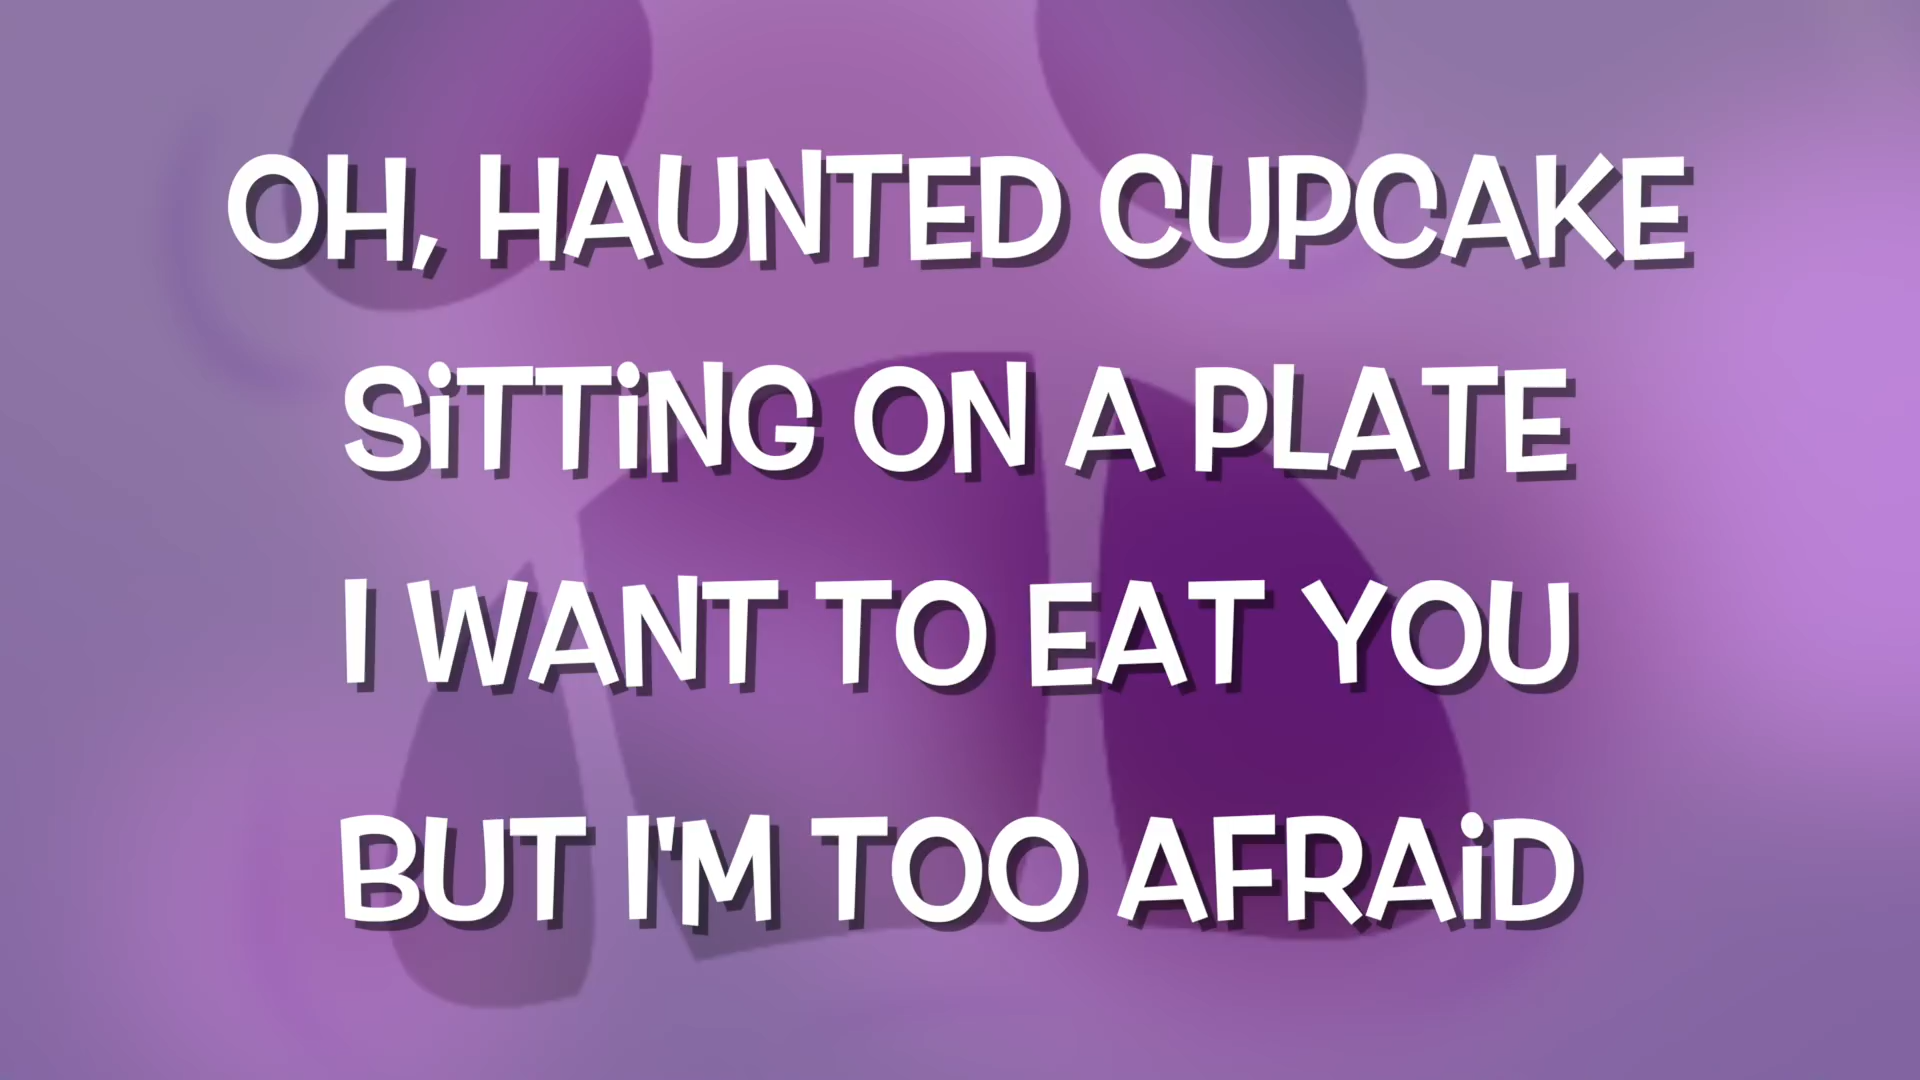 OH, HAUNTED CUPCAKE
SiTTiNG ON A PLATE
I WANT TO EAT YOU
BUT I'M TOO AFRAiD